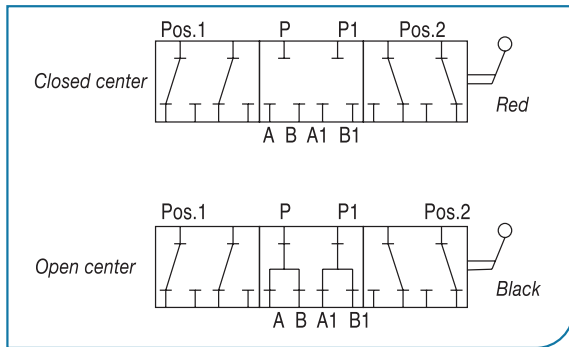 Pos.1 P P1 Pos.2
Closed center
Red
A B A1 B1
Pos.1 P P1 Pos.2
Open center
Black
A B A1 B1